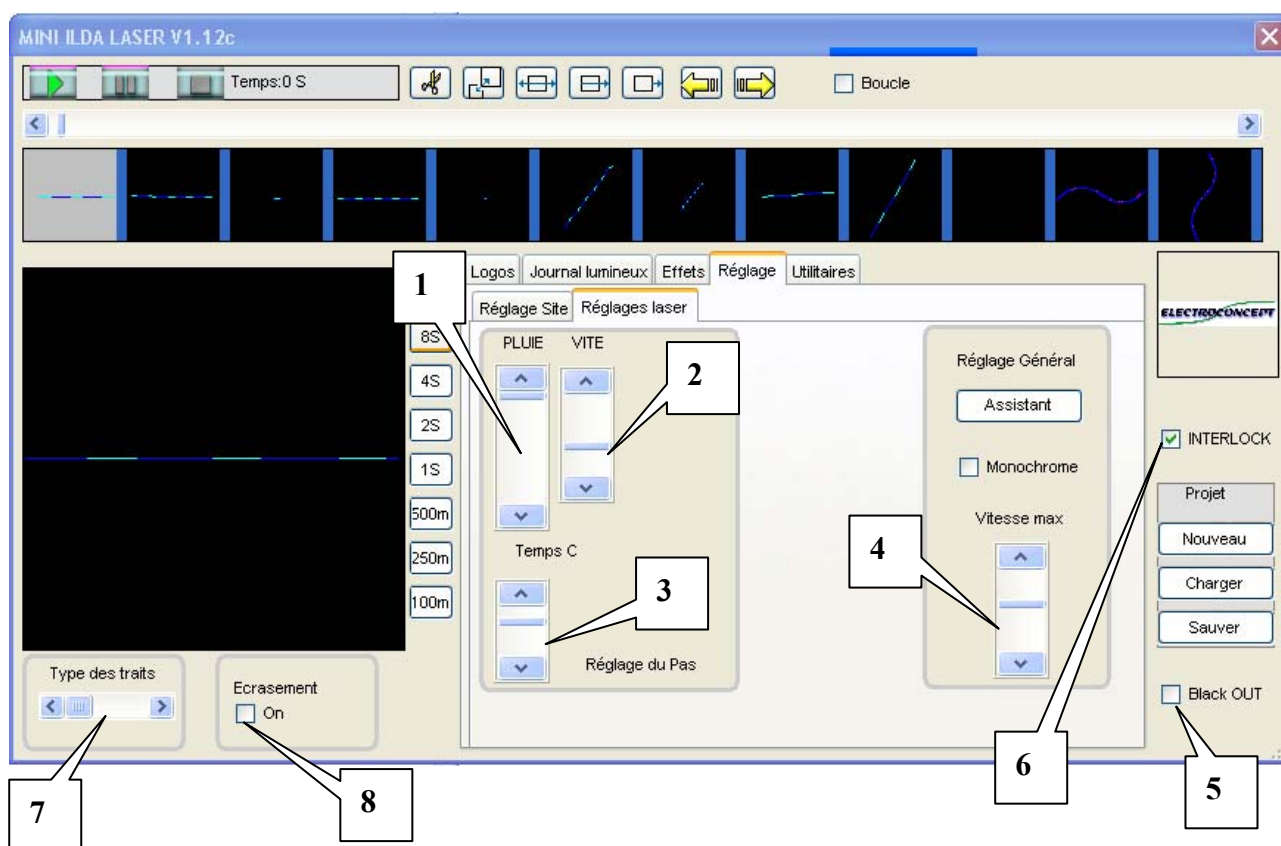 MINI ILDA LASER V1.12c
Temps:0 S
Boucle
Logos Journal lumineux Effets Réglage Utilitaires
1
Réglage Site Réglages laser
ELECTROCONCEPT
8S
PLUIE VITE
2
Réglage Général
4S
Assistant
2S
INTERLOCK
1S
Monochrome
Projet
500m
Vitesse max
Nouveau
250m
Temps C
4
Charger
3
100m
Sauver
Réglage du Pas
Type des traits
Ecrasement
On
Black OUT
6
7
8
5